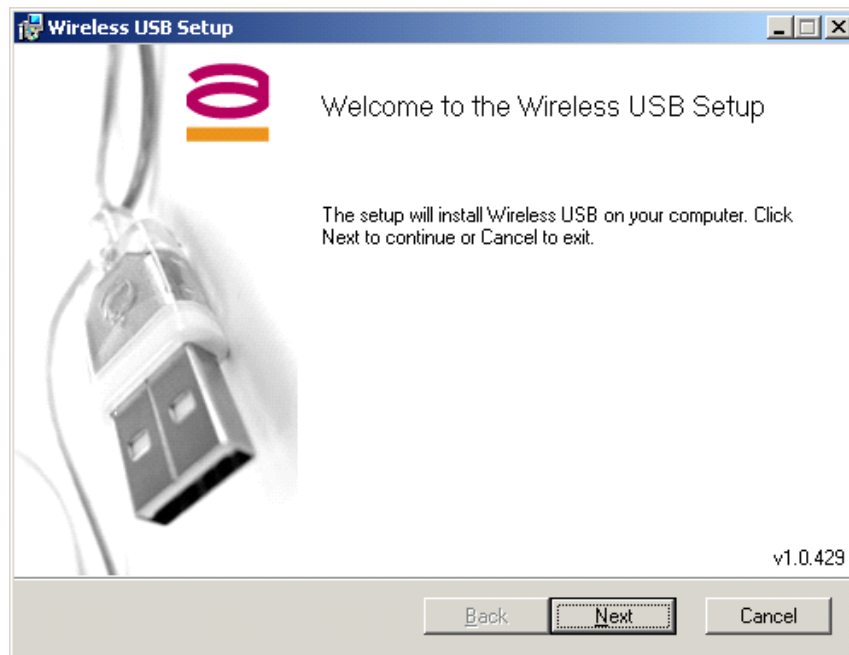 Wireless USB Setup
Welcome to the Wireless USB Setup
The setup will install Wireless USB on your computer. Click
Next to continue or Cancel to exit.
v1.0.429
Back
Next
Cancel